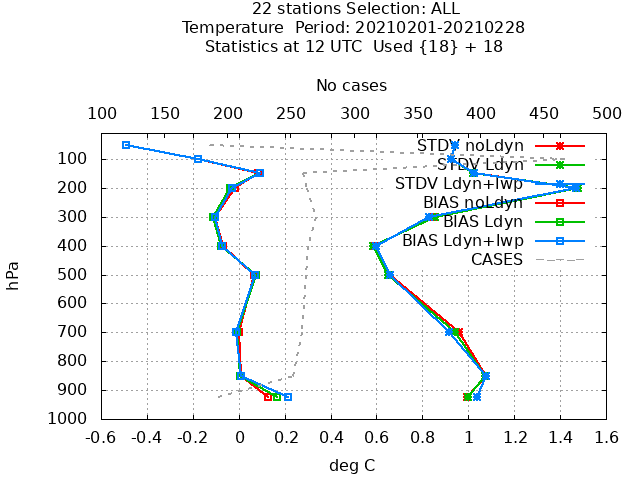 22 stations Selection: ALL
Temperature  Period: 20210201-20210228
Statistics at 12 UTC  Used {18} + 18
No cases
100 150 200 250 300 350 400 450 500
STDV noLdyn
STDV Ldyn
STDV Ldyn+lwp
BIAS noLdyn
BIAS Ldyn
BIAS Ldyn+lwp
CASES
100
200
300
400
500
600
700
800
900
1000
hPa
-0.6 -0.4 -0.2 0 0.2 0.4 0.6 0.8 1 1.2 1.4 1.6
deg C